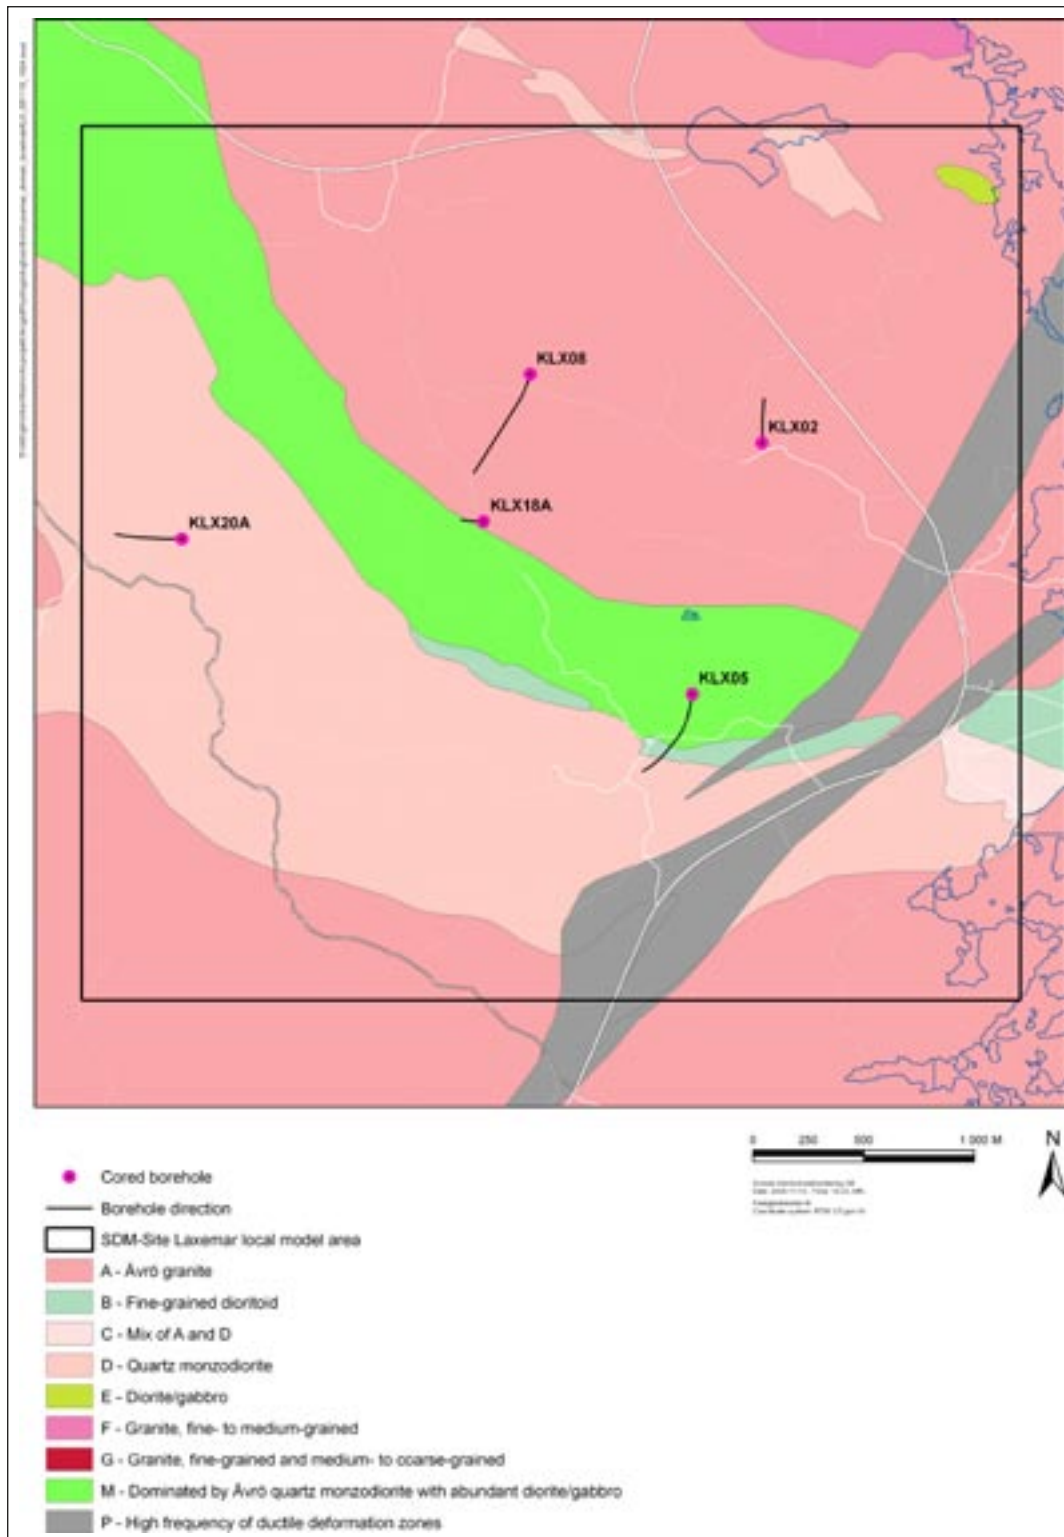 KLX08
KLX02
KLX18A
KLX20A
KLX05
0 250 500 1 000 M
N
Cored borehole
Borehole direction
SDM-Site Laxemar local model area
A - Ävrö granite
B - Fine-grained dioritoid
C - Mix of A and D
D - Quartz monzodiorite
E - Diorite/gabbro
F - Granite, fine- to medium-grained
G - Granite, fine-grained and medium- to coarse-grained
M - Dominated by Ävrö quartz monzodiorite with abundant diorite/gabbro
P - High frequency of ductile deformation zones